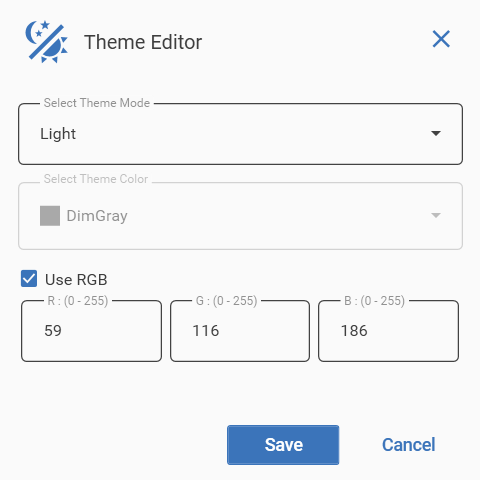 Theme Editor
Select Theme Mode
Light
Select Theme Color
DimGray
Use RGB
R : (0 - 255) G : (0 - 255) B : (0 - 255)
59 116 186
Save Cancel